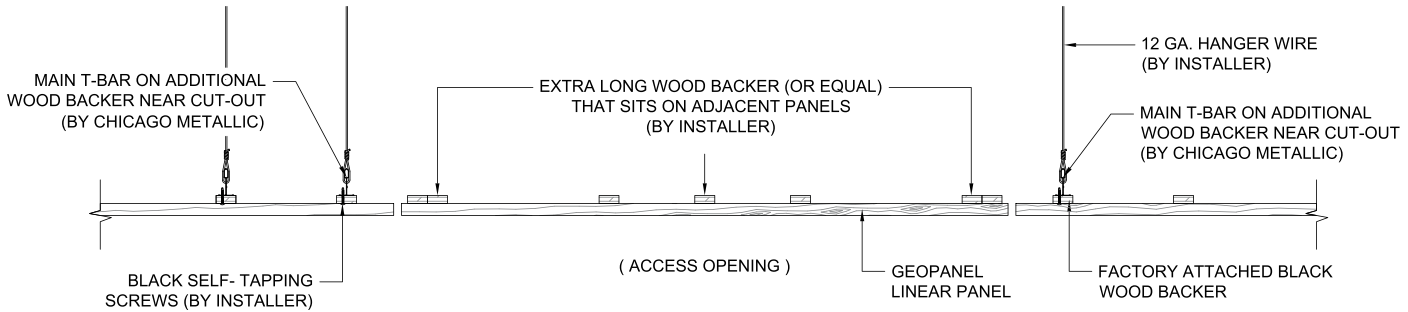 MAIN T-BAR ON ADDITIONAL
WOOD BACKER NEAR CUT-OUT
(BY CHICAGO METALLIC)
EXTRA LONG WOOD BACKER (OR EQUAL)
THAT SITS ON ADJACENT PANELS
(BY INSTALLER)
12 GA. HANGER WIRE
(BY INSTALLER)
MAIN T-BAR ON ADDITIONAL
WOOD BACKER NEAR CUT-OUT
(BY CHICAGO METALLIC)
BLACK SELF- TAPPING
SCREWS (BY INSTALLER)
( ACCESS OPENING )
GEOPANEL
LINEAR PANEL
FACTORY ATTACHED BLACK
WOOD BACKER